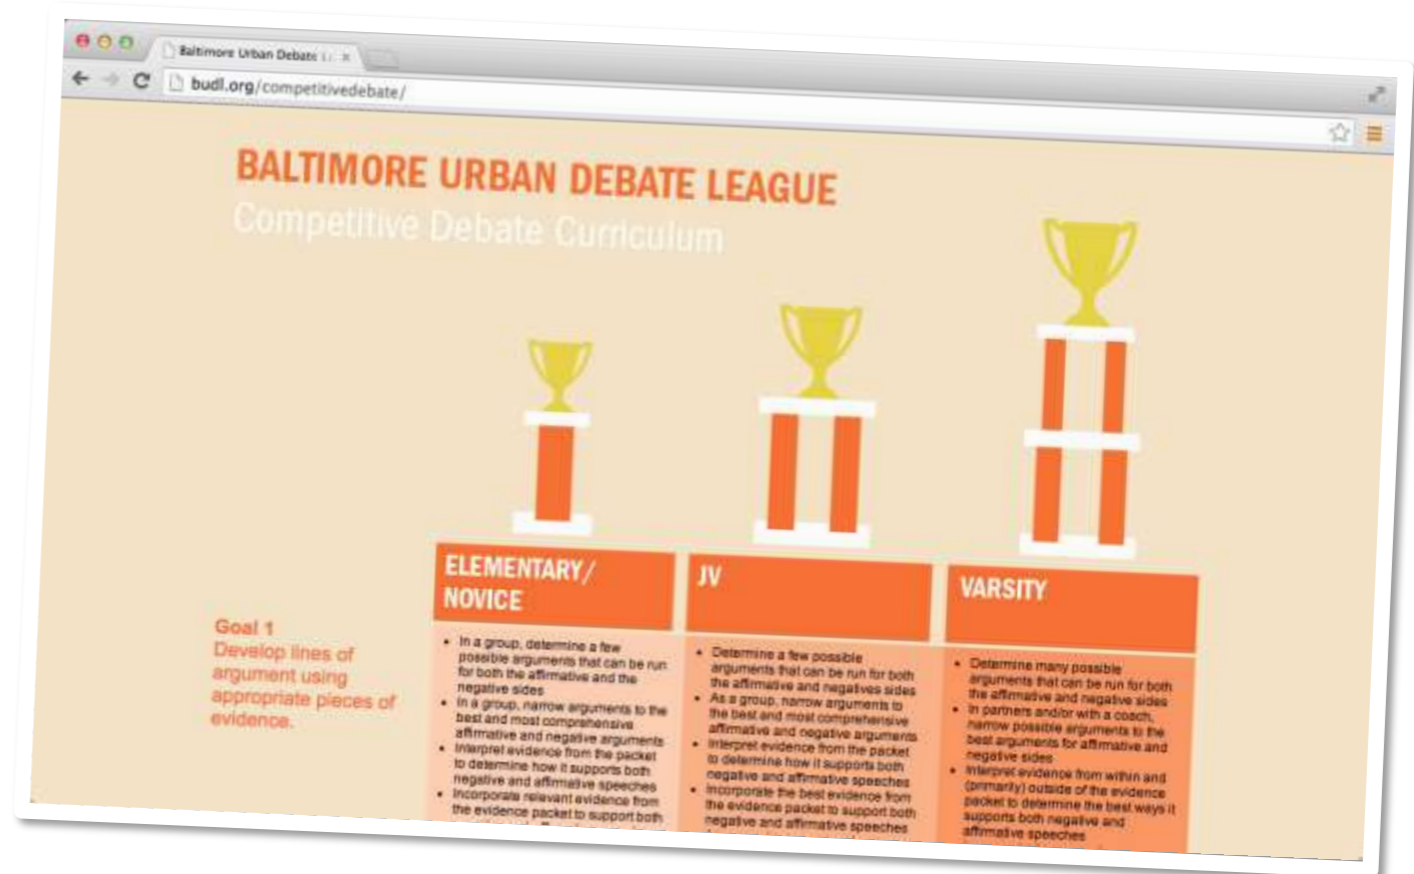 Baltimore Urban Debate
budl.org/competitivedebate/
BALTIMORE URBAN DEBATE LEAGUE
Competitive Debate Curriculum
ELEMENTARY/
NOVICE
JV
VARSITY
Goal 1
Develop lines of
argument using
appropriate pieces of
evidence.
• In a group, determine a few
possible arguments that can be run
for both the affirmative and the
negative sides
• In a group, narrow arguments to the
best and most comprehensive
affirmative and negative arguments
• Interpret evidence from the packet
to determine how it supports both
negative and affirmative speeches
• Incorporate relevant evidence from
the evidence packet to support both
• Determine a few possible
arguments that can be run for both
the affirmative and negatives sides
• As a group, narrow arguments to
the best and most comprehensive
affirmative and negative arguments
• Interpret evidence from the packet
to determine how it supports both
negative and affirmative speeches
• Incorporate the best evidence from
the evidence packet to support both
negative and affirmative speeches
• Determine many possible
arguments that can be run for both
the affirmative and negative sides
• In partners and/or with a coach,
narrow possible arguments to the
best arguments for affirmative and
negative sides
• Interpret evidence from within and
(primarily) outside of the evidence
packet to determine the best ways it
supports both negative and
affirmative speeches